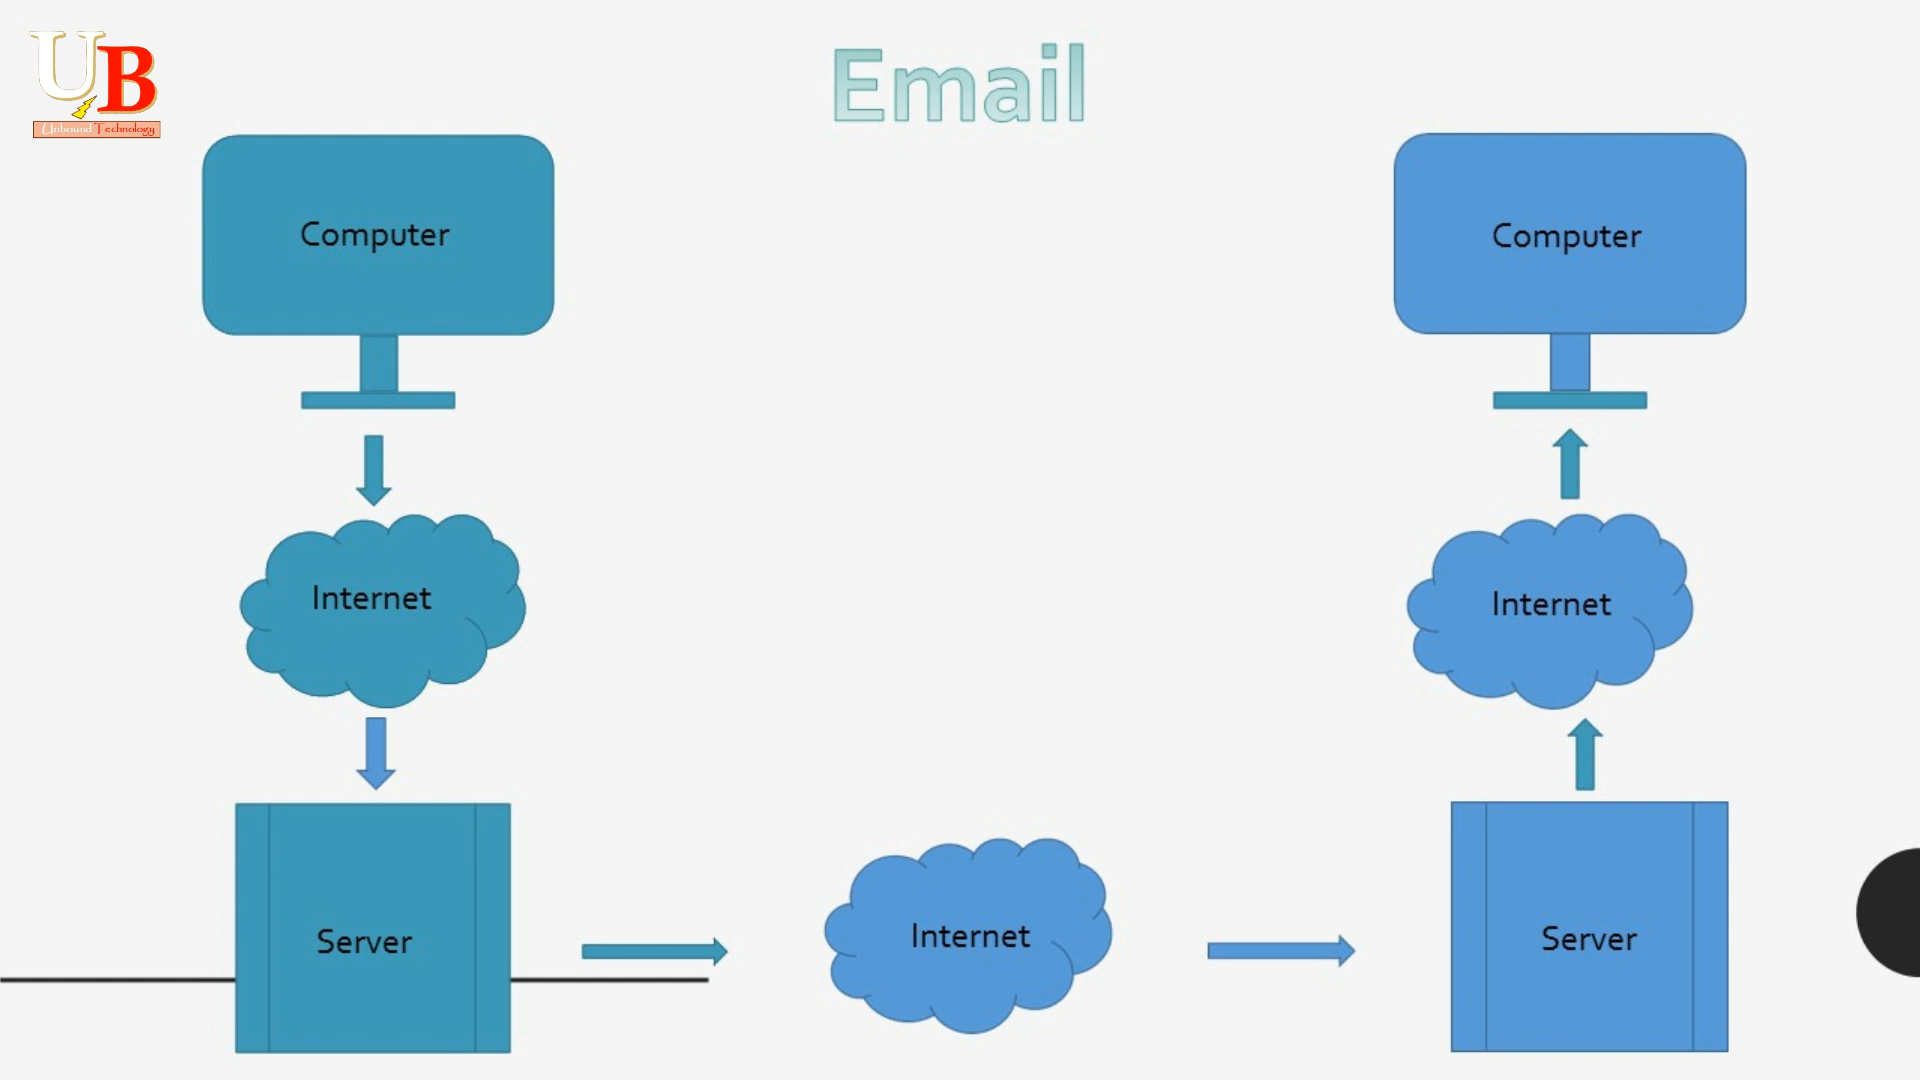 UB
Unbound Technology
Email
Computer
Computer
Internet
Internet
Server
Internet
Server